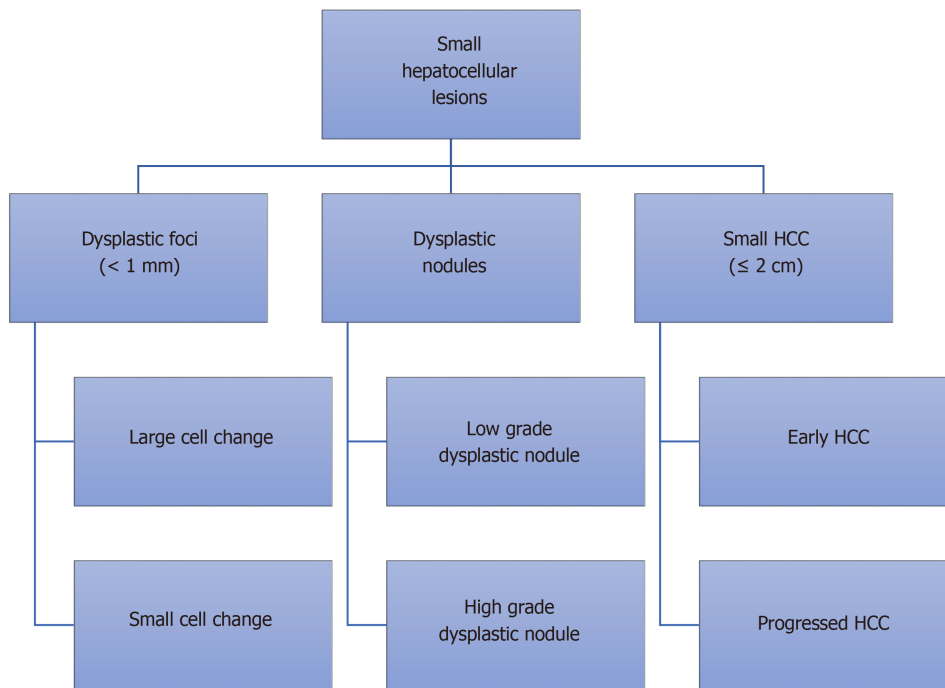 Small
hepatocellular
lesions
Dysplastic foci
(< 1 mm)
Dysplastic
nodules
Small HCC
(≤ 2 cm)
Large cell change
Low grade
dysplastic nodule
Early HCC
Small cell change
High grade
dysplastic nodule
Progressed HCC